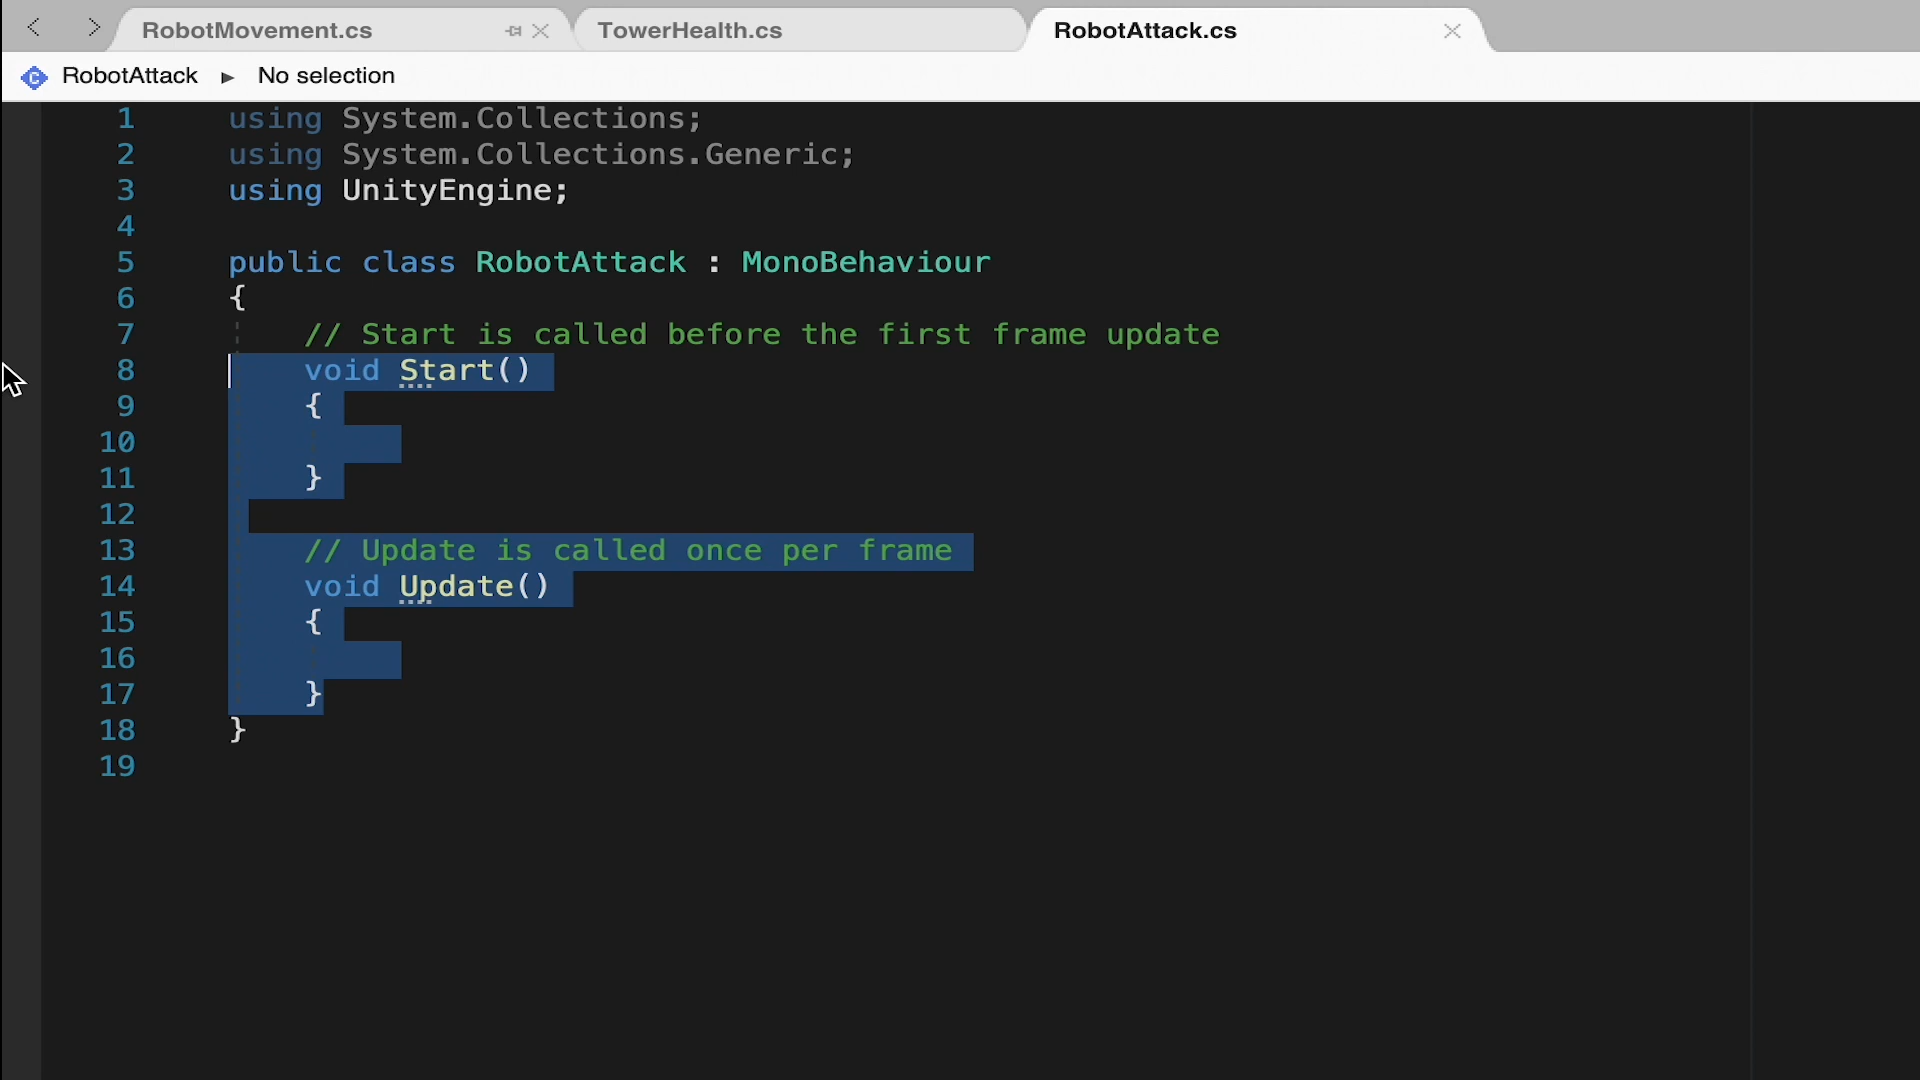 RobotMovement.cs TowerHealth.cs RobotAttack.cs
RobotAttack ▸ No selection
1 using System.Collections;
2 using System.Collections.Generic;
3 using UnityEngine;
4
5 public class RobotAttack : MonoBehaviour
6 {
7 // Start is called before the first frame update
8 void Start()
9 {
10
11 }
12
13 // Update is called once per frame
14 void Update()
15 {
16
17 }
18 }
19